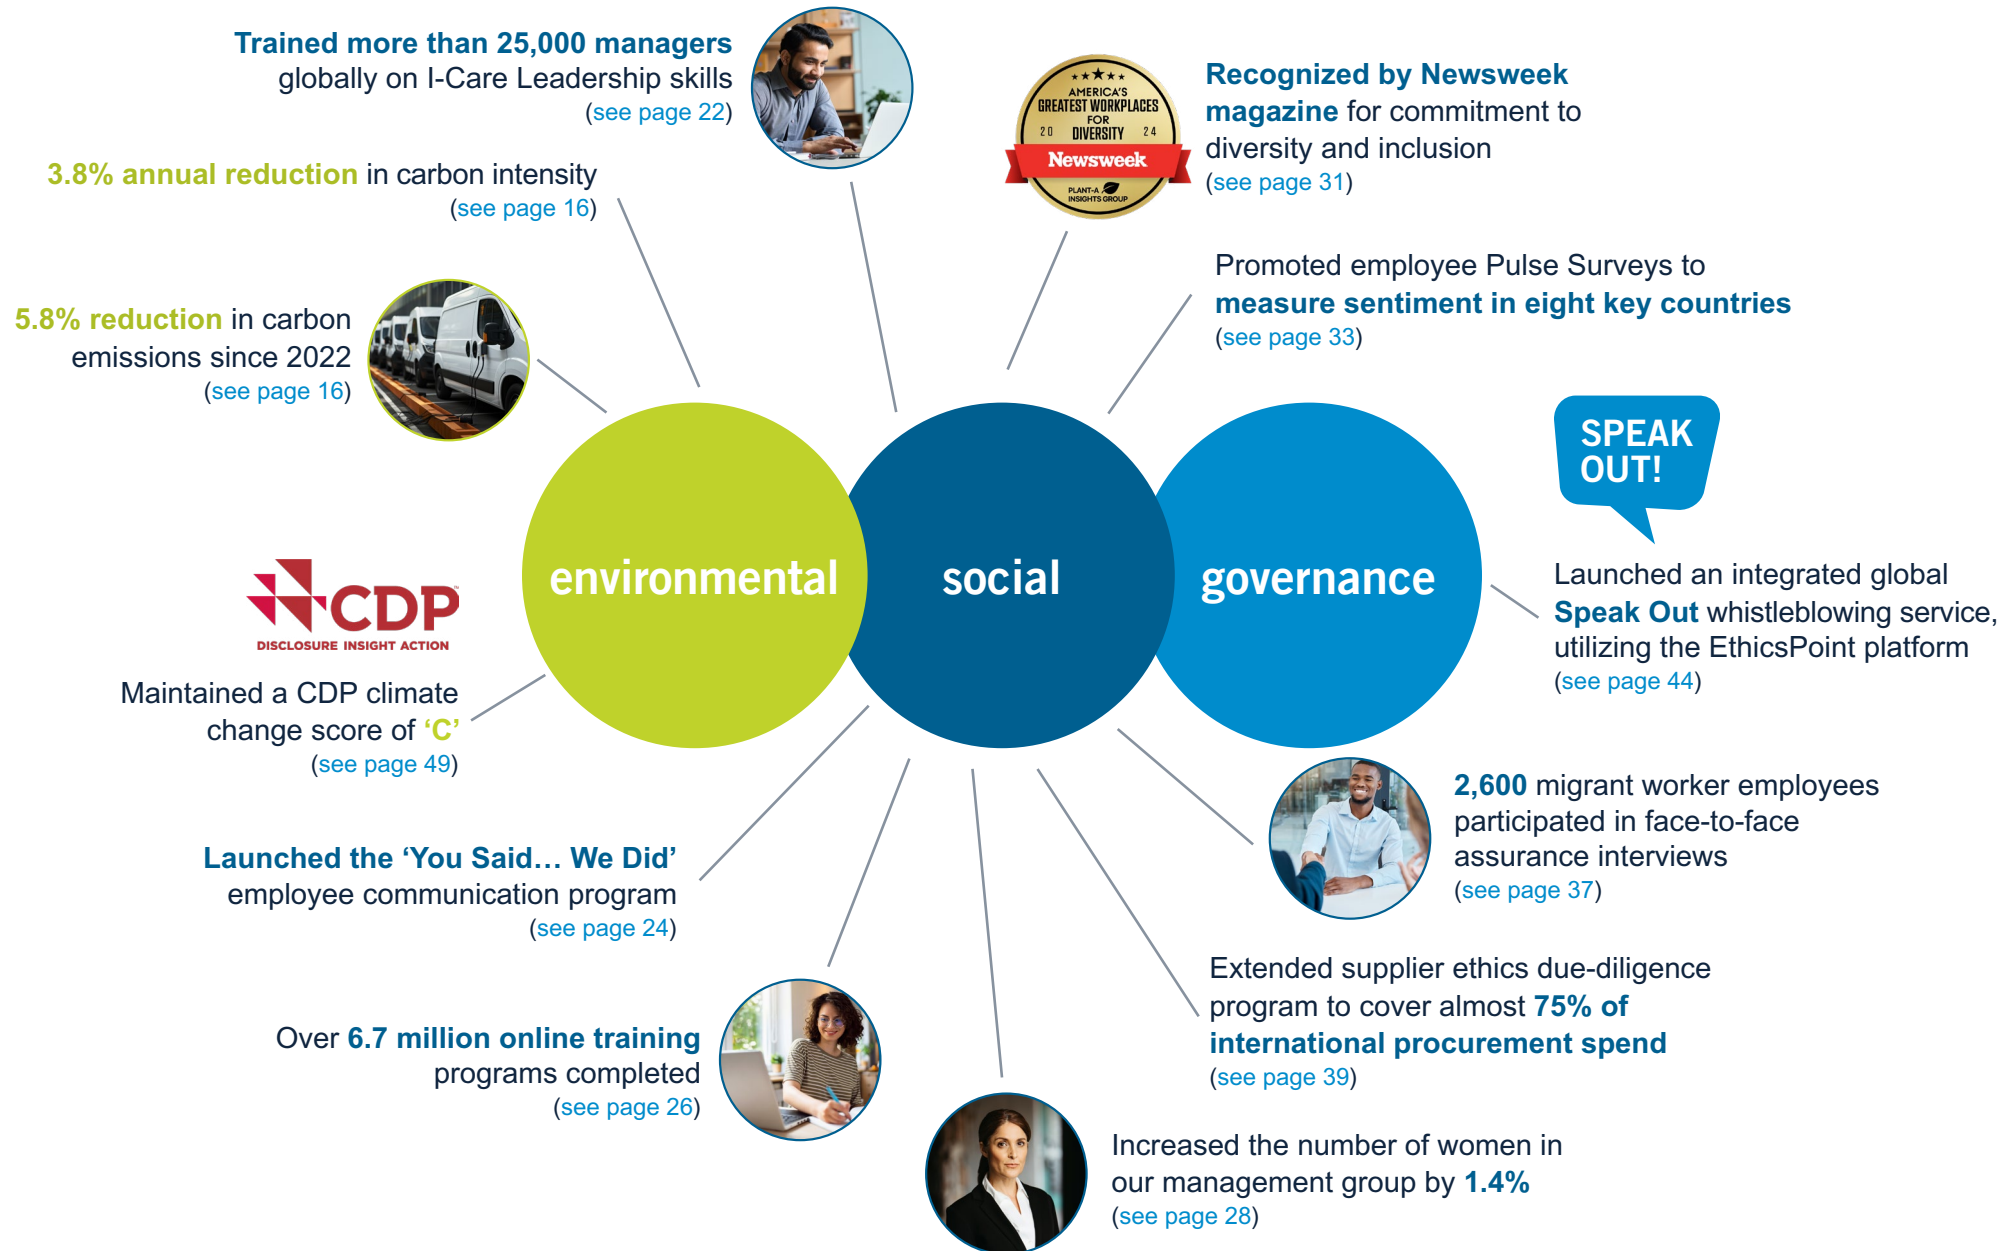 Trained more than 25,000 managers
globally on I-Care Leadership skills
(see page 22)
★★★★★
AMERICA'S
GREATEST WORKPLACES
FOR
2024 DIVERSITY
Newsweek
PLANT-A
INSIGHTS GROUP
Recognized by Newsweek
magazine for commitment to
diversity and inclusion
(see page 31)
3.8% annual reduction in carbon intensity
(see page 16)
Promoted employee Pulse Surveys to
measure sentiment in eight key countries
(see page 33)
5.8% reduction in carbon
emissions since 2022
(see page 16)
SPEAK
OUT!
environmental
social
governance
CDP
DISCLOSURE INSIGHT ACTION
Launched an integrated global
Speak Out whistleblowing service,
utilizing the EthicsPoint platform
(see page 44)
Maintained a CDP climate
change score of ‘C’
(see page 49)
2,600 migrant worker employees
participated in face-to-face
assurance interviews
(see page 37)
Launched the ‘You Said… We Did’
employee communication program
(see page 24)
Extended supplier ethics due-diligence
program to cover almost 75% of
international procurement spend
(see page 39)
Over 6.7 million online training
programs completed
(see page 26)
Increased the number of women in
our management group by 1.4%
(see page 28)